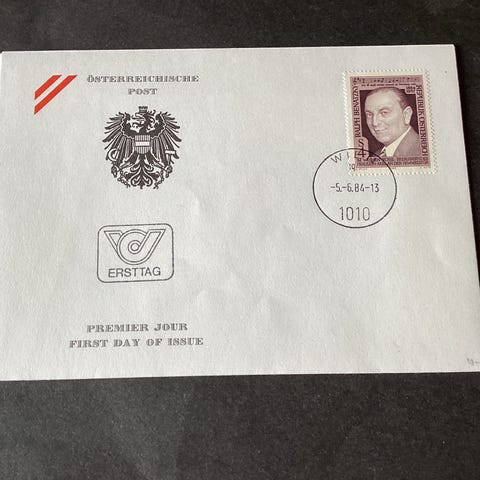 ÖSTERREICHISCHE
POST
RALPH BENATZKY
REPUBLIK ÖSTERREICH
S4
WIEN
-5.-6.84-13
1010
ERSTTAG
PREMIER JOUR
FIRST DAY OF ISSUE